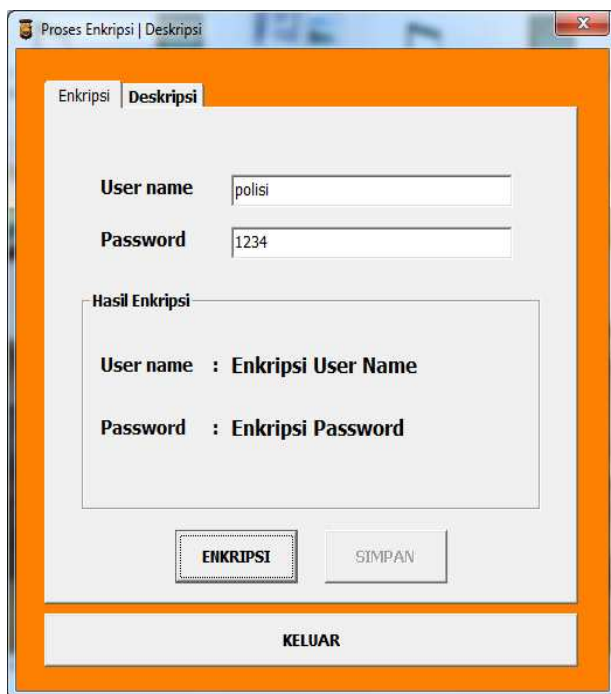 Proses Enkripsi | Deskripsi
Enkripsi Deskripsi
User name polisi
Password 1234
Hasil Enkripsi
User name : Enkripsi User Name
Password : Enkripsi Password
ENKRIPSI SIMPAN
KELUAR